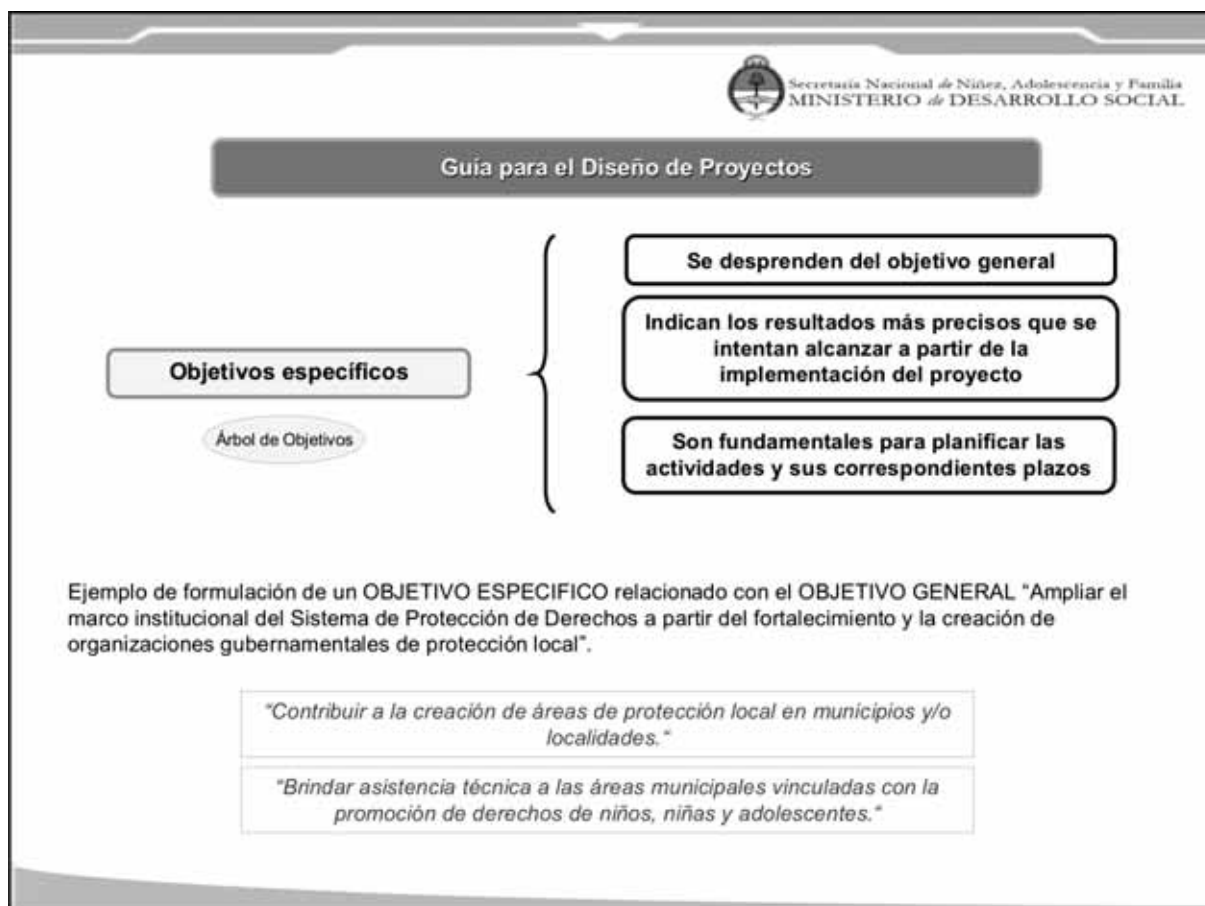 Secretaría Nacional de Niñez, Adolescencia y Familia
MINISTERIO de DESARROLLO SOCIAL
Guía para el Diseño de Proyectos
Objetivos específicos
Árbol de Objetivos
Se desprenden del objetivo general
Indican los resultados más precisos que se
intentan alcanzar a partir de la
implementación del proyecto
Son fundamentales para planificar las
actividades y sus correspondientes plazos
Ejemplo de formulación de un OBJETIVO ESPECIFICO relacionado con el OBJETIVO GENERAL “Ampliar el
marco institucional del Sistema de Protección de Derechos a partir del fortalecimiento y la creación de
organizaciones gubernamentales de protección local”.
“Contribuir a la creación de áreas de protección local en municipios y/o
localidades.“
“Brindar asistencia técnica a las áreas municipales vinculadas con la
promoción de derechos de niños, niñas y adolescentes.“